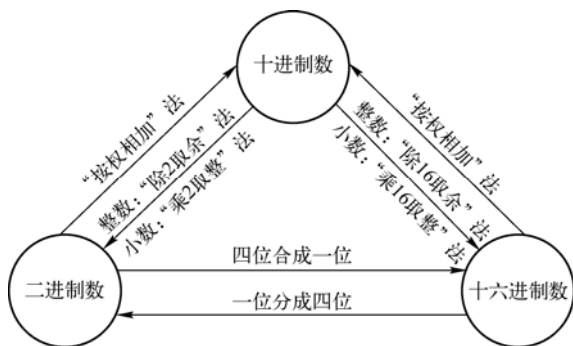 十进制数
“按权相加”法
整数：“除2取余”法
小数：“乘2取整”法
“按权相加”法
整数：“除16取余”法
小数：“乘16取整”法
二进制数
四位合成一位
一位分成四位
十六进制数